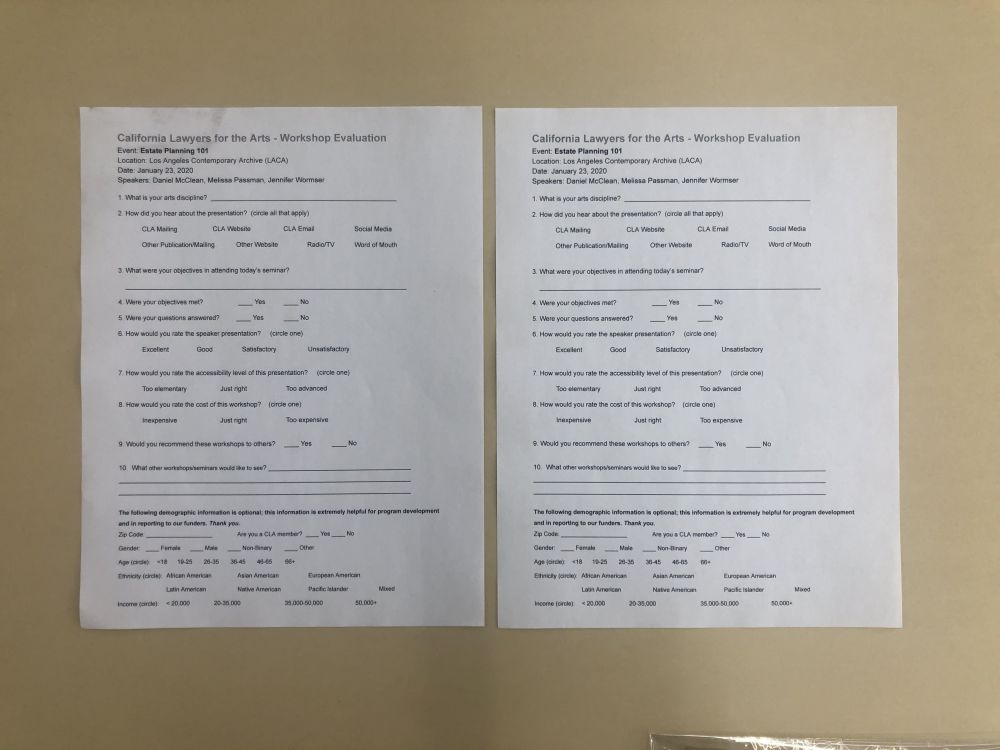 California Lawyers for the Arts - Workshop Evaluation
Event: Estate Planning 101
Location: Los Angeles Contemporary Archive (LACA)
Date: January 23, 2020
Speakers: Daniel McClean, Melissa Passman, Jennifer Wormser
1. What is your arts discipline?
2. How did you hear about the presentation? (circle all that apply)
CLA Mailing CLA Website CLA Email Social Media
Other Publication/Mailing Other Website Radio/TV Word of Mouth
3. What were your objectives in attending today's seminar?
4. Were your objectives met? ____ Yes ____ No
5. Were your questions answered? ____ Yes ____ No
6. How would you rate the speaker presentation? (circle one)
Excellent Good Satisfactory Unsatisfactory
7. How would you rate the accessibility level of this presentation? (circle one)
Too elementary Just right Too advanced
8. How would you rate the cost of this workshop? (circle one)
Inexpensive Just right Too expensive
9. Would you recommend these workshops to others? ____ Yes ____ No
10. What other workshops/seminars would like to see?
The following demographic information is optional; this information is extremely helpful for program development
and in reporting to our funders. Thank you.
Zip Code: Are you a CLA member? ____ Yes ____ No
Gender: ____ Female ____ Male ____ Non-Binary ____ Other
Age (circle): <18 19-25 26-35 36-45 46-65 66+
Ethnicity (circle): African American Asian American European American
Latin American Native American Pacific Islander Mixed
Income (circle): < 20,000 20-35,000 35,000-50,000 50,000+
California Lawyers for the Arts - Workshop Evaluation
Event: Estate Planning 101
Location: Los Angeles Contemporary Archive (LACA)
Date: January 23, 2020
Speakers: Daniel McClean, Melissa Passman, Jennifer Wormser
1. What is your arts discipline?
2. How did you hear about the presentation? (circle all that apply)
CLA Mailing CLA Website CLA Email Social Media
Other Publication/Mailing Other Website Radio/TV Word of Mouth
3. What were your objectives in attending today's seminar?
4. Were your objectives met? ____ Yes ____ No
5. Were your questions answered? ____ Yes ____ No
6. How would you rate the speaker presentation? (circle one)
Excellent Good Satisfactory Unsatisfactory
7. How would you rate the accessibility level of this presentation? (circle one)
Too elementary Just right Too advanced
8. How would you rate the cost of this workshop? (circle one)
Inexpensive Just right Too expensive
9. Would you recommend these workshops to others? ____ Yes ____ No
10. What other workshops/seminars would like to see?
The following demographic information is optional; this information is extremely helpful for program development
and in reporting to our funders. Thank you.
Zip Code: Are you a CLA member? ____ Yes ____ No
Gender: ____ Female ____ Male ____ Non-Binary ____ Other
Age (circle): <18 19-25 26-35 36-45 46-65 66+
Ethnicity (circle): African American Asian American European American
Latin American Native American Pacific Islander Mixed
Income (circle): < 20,000 20-35,000 35,000-50,000 50,000+